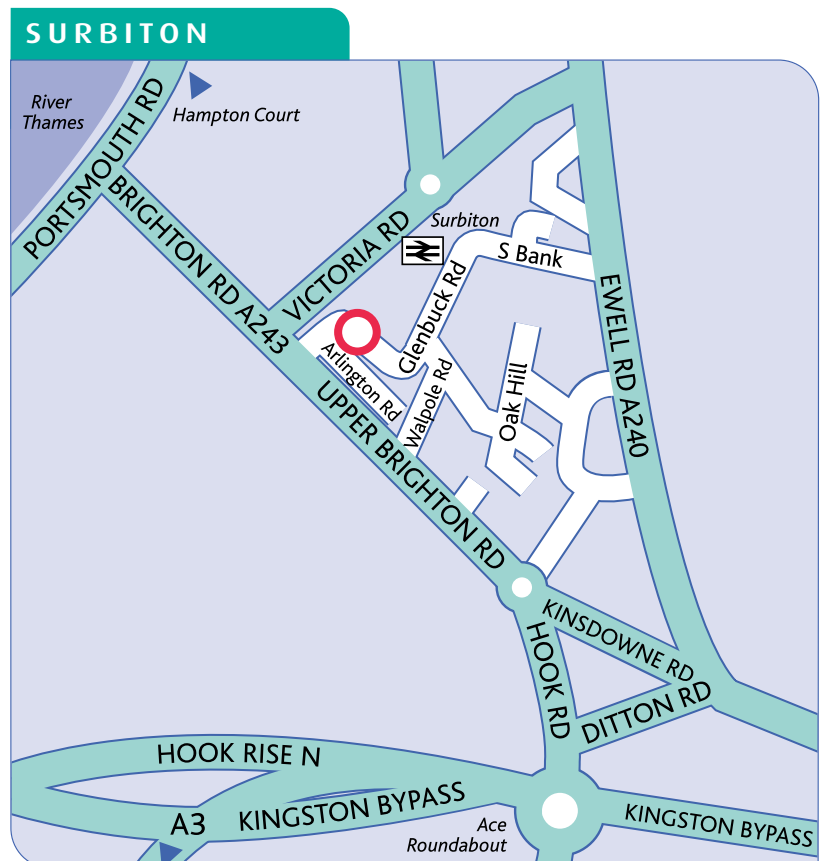 SURBITON
River
Thames
Hampton Court
PORTSMOUTH RD
BRIGHTON RD A243
VICTORIA RD
Surbiton
S Bank
Glenbuck Rd
Arlington Rd
Walpole Rd
Oak Hill
EWELL RD A240
UPPER BRIGHTON RD
KINSDOWNE RD
HOOK RD
DITTON RD
HOOK RISE N
A3
KINGSTON BYPASS
Ace
Roundabout
KINGSTON BYPASS